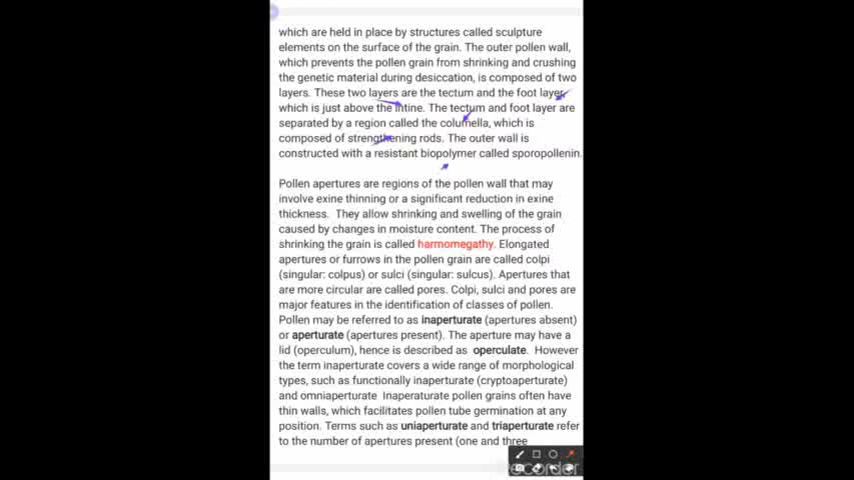 which are held in place by structures called sculpture
elements on the surface of the grain. The outer pollen wall,
which prevents the pollen grain from shrinking and crushing
the genetic material during desiccation, is composed of two
layers. These two layers are the tectum and the foot layer,
which is just above the intine. The tectum and foot layer are
separated by a region called the columella, which is
composed of strengthening rods. The outer wall is
constructed with a resistant biopolymer called sporopollenin.
Pollen apertures are regions of the pollen wall that may
involve exine thinning or a significant reduction in exine
thickness. They allow shrinking and swelling of the grain
caused by changes in moisture content. The process of
shrinking the grain is called harmomegathy. Elongated
apertures or furrows in the pollen grain are called colpi
(singular: colpus) or sulci (singular: sulcus). Apertures that
are more circular are called pores. Colpi, sulci and pores are
major features in the identification of classes of pollen.
Pollen may be referred to as inaperturate (apertures absent)
or aperturate (apertures present). The aperture may have a
lid (operculum), hence is described as operculate. However
the term inaperturate covers a wide range of morphological
types, such as functionally inaperturate (cryptoaperturate)
and omniaperturate Inaperaturate pollen grains often have
thin walls, which facilitates pollen tube germination at any
position. Terms such as uniaperturate and triaperturate refer
to the number of apertures present (one and three